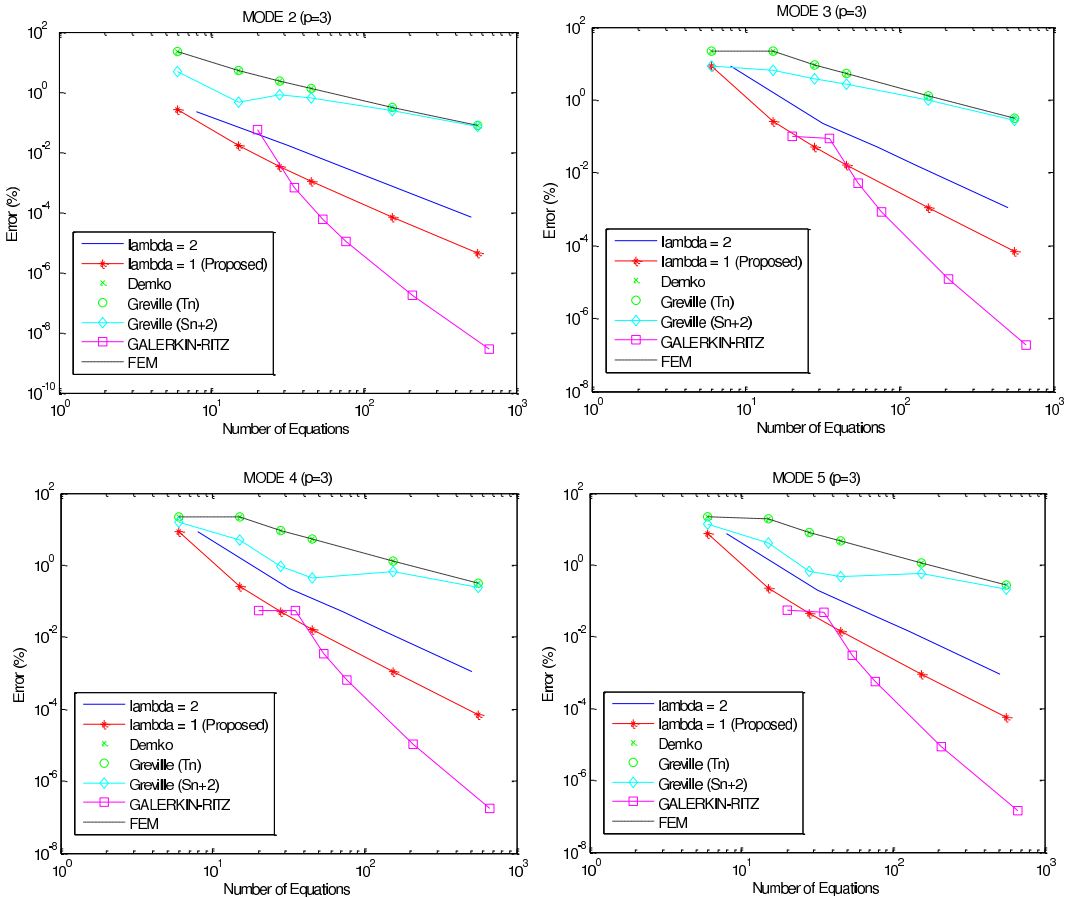 MODE 2 (p=3)
10^2
10^0
10^-2
10^-4
10^-6
10^-8
10^-10
Error (%)
lambda = 2
lambda = 1 (Proposed)
Demko
Greville (Tn)
Greville (Sn+2)
GALERKIN-RITZ
FEM
10^0
10^1
10^2
10^3
Number of Equations
MODE 3 (p=3)
10^2
10^0
10^-2
10^-4
10^-6
10^-8
Error (%)
lambda = 2
lambda = 1 (Proposed)
Demko
Greville (Tn)
Greville (Sn+2)
GALERKIN-RITZ
FEM
10^0
10^1
10^2
10^3
Number of Equations
MODE 4 (p=3)
10^2
10^0
10^-2
10^-4
10^-6
10^-8
Error (%)
lambda = 2
lambda = 1 (Proposed)
Demko
Greville (Tn)
Greville (Sn+2)
GALERKIN-RITZ
FEM
10^0
10^1
10^2
10^3
Number of Equations
MODE 5 (p=3)
10^2
10^0
10^-2
10^-4
10^-6
10^-8
Error (%)
lambda = 2
lambda = 1 (Proposed)
Demko
Greville (Tn)
Greville (Sn+2)
GALERKIN-RITZ
FEM
10^0
10^1
10^2
10^3
Number of Equations